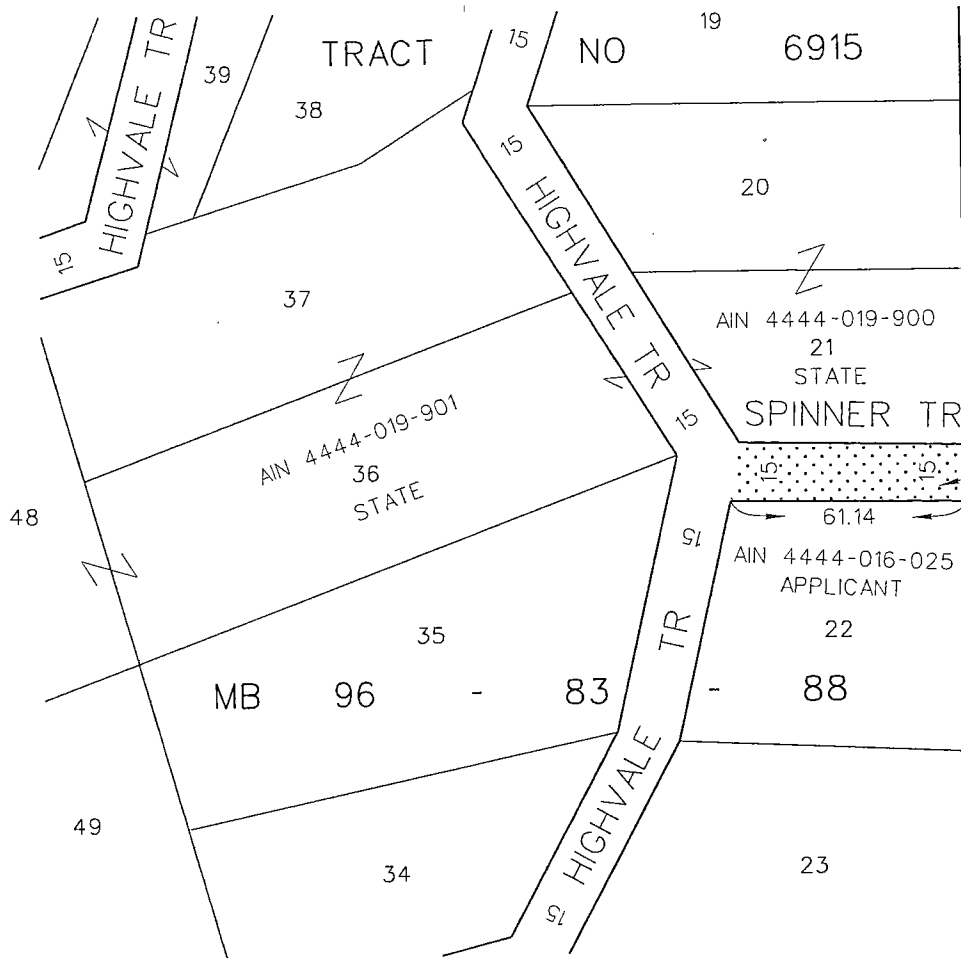 19
TRACT NO 6915
15
HIGHVALE TR
39
38
15
20
HIGHVALE TR
15
37
AIN 4444-019-900
21
STATE
SPINNER TR
15
AIN 4444-019-901
36
STATE
15
15
48
61.14
15
AIN 4444-016-025
APPLICANT
22
35
MB 96 - 83 - 88
HIGHVALE TR
49
34
23
15